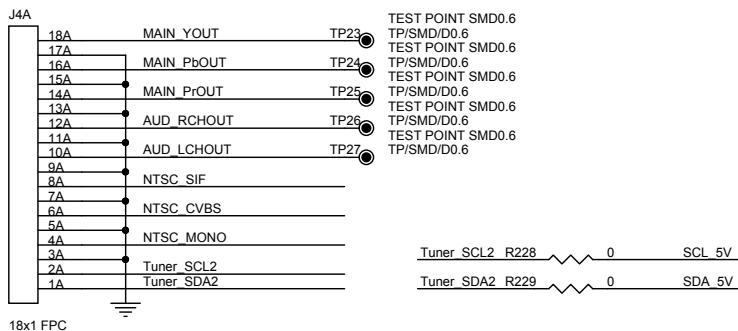 J4A
TEST POINT SMD0.6
18A MAIN_YOUT TP23 TP/SMD/D0.6
17A TEST POINT SMD0.6
16A MAIN_PbOUT TP24 TP/SMD/D0.6
15A TEST POINT SMD0.6
14A MAIN_PrOUT TP25 TP/SMD/D0.6
13A TEST POINT SMD0.6
12A AUD_RCHOUT TP26 TP/SMD/D0.6
11A TEST POINT SMD0.6
10A AUD_LCHOUT TP27 TP/SMD/D0.6
9A
8A NTSC_SIF
7A
6A NTSC_CVBS
5A
4A NTSC_MONO
3A Tuner_SCL2 R228 0 SCL_5V
2A Tuner_SCL2
1A Tuner_SDA2 Tuner_SDA2 R229 0 SDA_5V
18x1 FPC